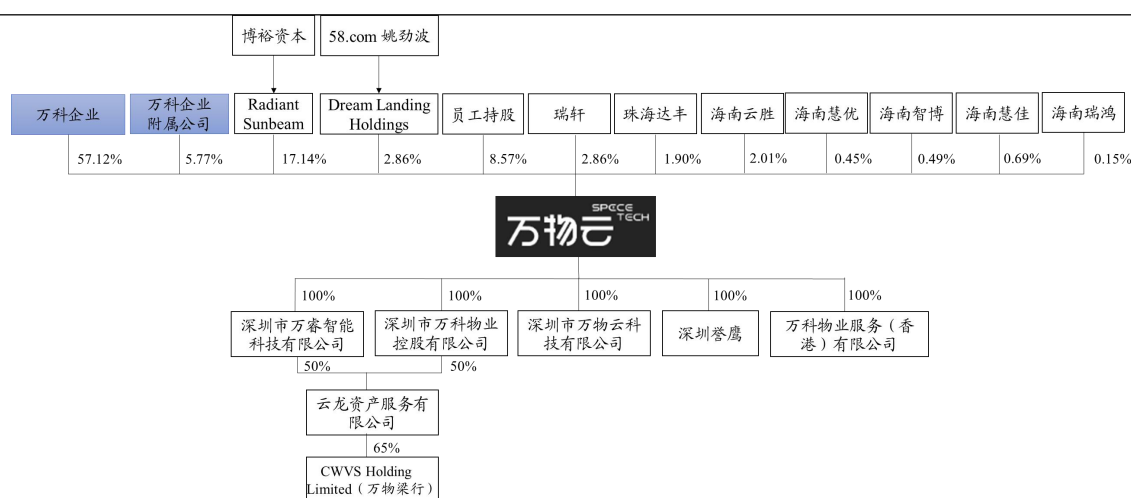 博裕资本
58.com 姚劲波
万科企业
万科企业
附属公司
Radiant
Sunbeam
Dream Landing
Holdings
员工持股
瑞轩
珠海达丰
海南云胜
海南慧优
海南智博
海南慧佳
海南瑞鸿
57.12%
5.77%
17.14%
2.86%
8.57%
2.86%
1.90%
2.01%
0.45%
0.49%
0.69%
0.15%
万物云
SPECE
TECH
100%
100%
100%
100%
100%
深圳市万睿智能
科技有限公司
深圳市万科物业
控股有限公司
深圳市万物云科
技有限公司
深圳誉鹰
万科物业服务（香
港）有限公司
50%
50%
云龙资产服务有
限公司
65%
CWVS Holding
Limited（万物梁行）